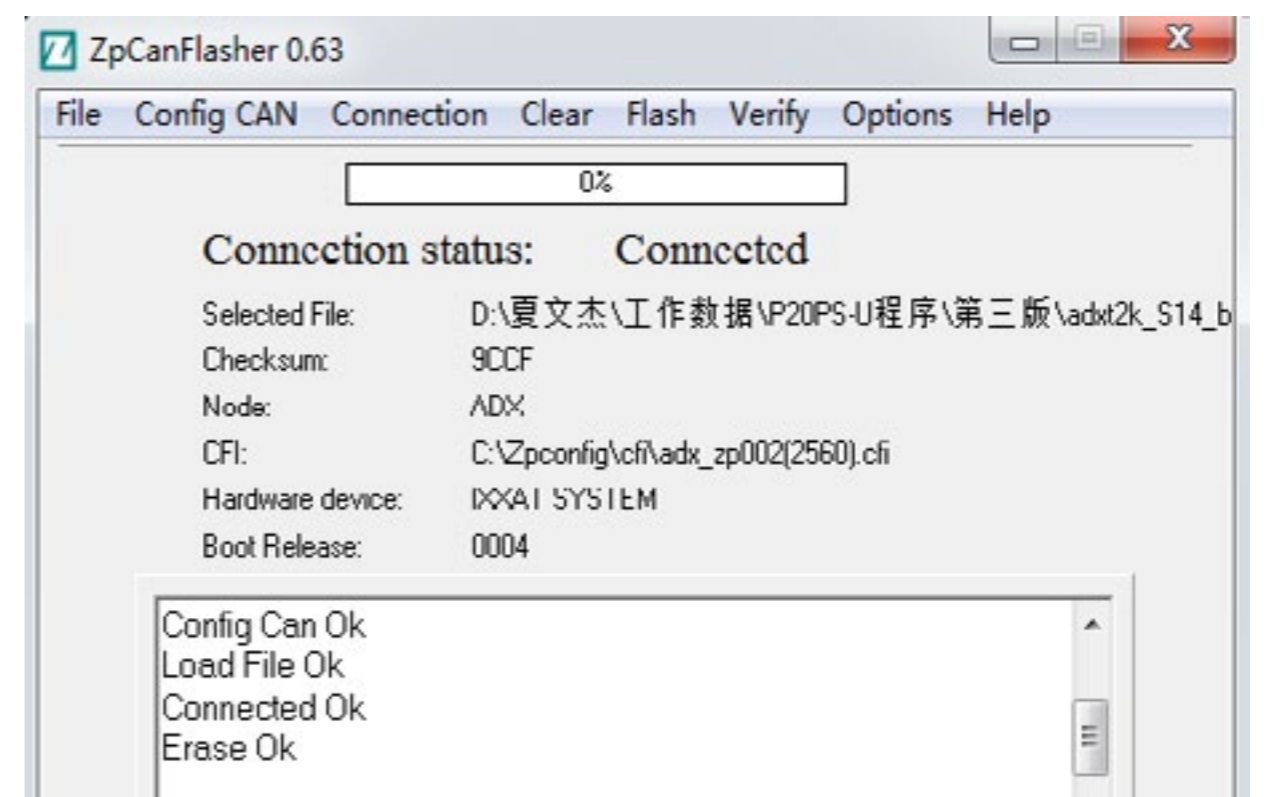 ZpCanFlasher 0.63
File Config CAN Connection Clear Flash Verify Options Help
0%
Connection status: Connected
Selected File: D:\夏文杰\工作数据\P20PS-U程序\第三版\adxt2k_S14_b
Checksum: 9CCF
Node: ADX
CFI: C:\Zpconfig\cfi\adx_zp002(2560).cfi
Hardware device: IXXAT SYSTEM
Boot Release: 0004
Config Can Ok
Load File Ok
Connected Ok
Erase Ok